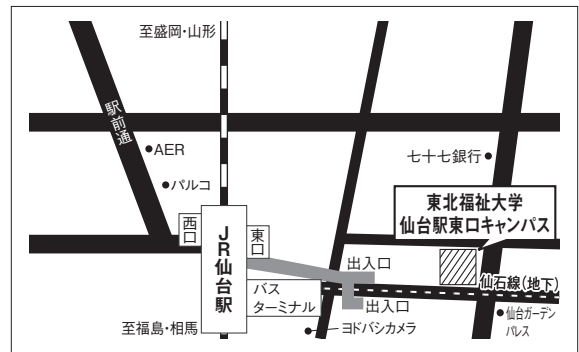 至盛岡・山形
駅前通
AER
パルコ
七十七銀行
東北福祉大学
仙台駅東口キャンパス
西口
JR仙台駅
東口
出入口
仙石線(地下)
バス
ターミナル
出入口
仙台ガーデン
パレス
至福島・相馬
ヨドバシカメラ